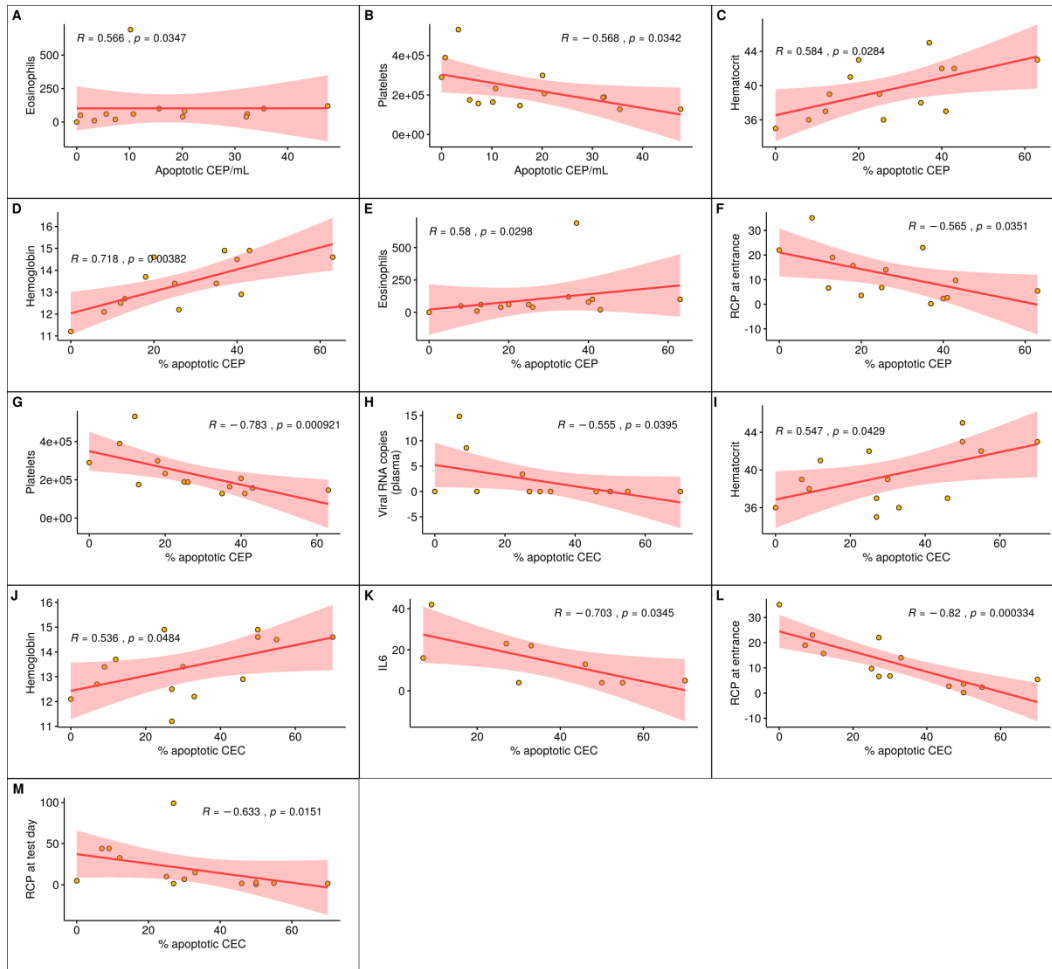 A
R = 0.566 , p = 0.0347
Eosinophils
500
250
0
0 10 20 30 40
Apoptotic CEP/mL
B
R = −0.568 , p = 0.0342
Platelets
4e+05
2e+05
0e+00
0 10 20 30 40
Apoptotic CEP/mL
C
R = 0.584 , p = 0.0284
Hematocrit
44
40
36
0 20 40 60
% apoptotic CEP
D
R = 0.718 , p = 0.00382
Hemoglobin
16
15
14
13
12
11
0 20 40 60
% apoptotic CEP
E
R = 0.58 , p = 0.0298
Eosinophils
500
250
0
0 20 40 60
% apoptotic CEP
F
R = −0.565 , p = 0.0351
RCP at entrance
30
20
10
0
-10
0 20 40 60
% apoptotic CEP
G
R = −0.783 , p = 0.000921
Platelets
4e+05
2e+05
0e+00
0 20 40 60
% apoptotic CEP
H
R = −0.555 , p = 0.0395
Viral RNA copies
(plasma)
15
10
5
0
-5
0 20 40 60
% apoptotic CEC
I
R = 0.547 , p = 0.0429
Hematocrit
44
40
36
0 20 40 60
% apoptotic CEC
J
R = 0.536 , p = 0.0484
Hemoglobin
16
15
14
13
12
11
0 20 40 60
% apoptotic CEC
K
R = −0.703 , p = 0.0345
IL6
40
20
0
20 40 60
% apoptotic CEC
L
R = −0.82 , p = 0.000334
RCP at entrance
30
20
10
0
-10
0 20 40 60
% apoptotic CEC
M
R = −0.633 , p = 0.0151
RCP at test day
100
50
0
0 20 40 60
% apoptotic CEC